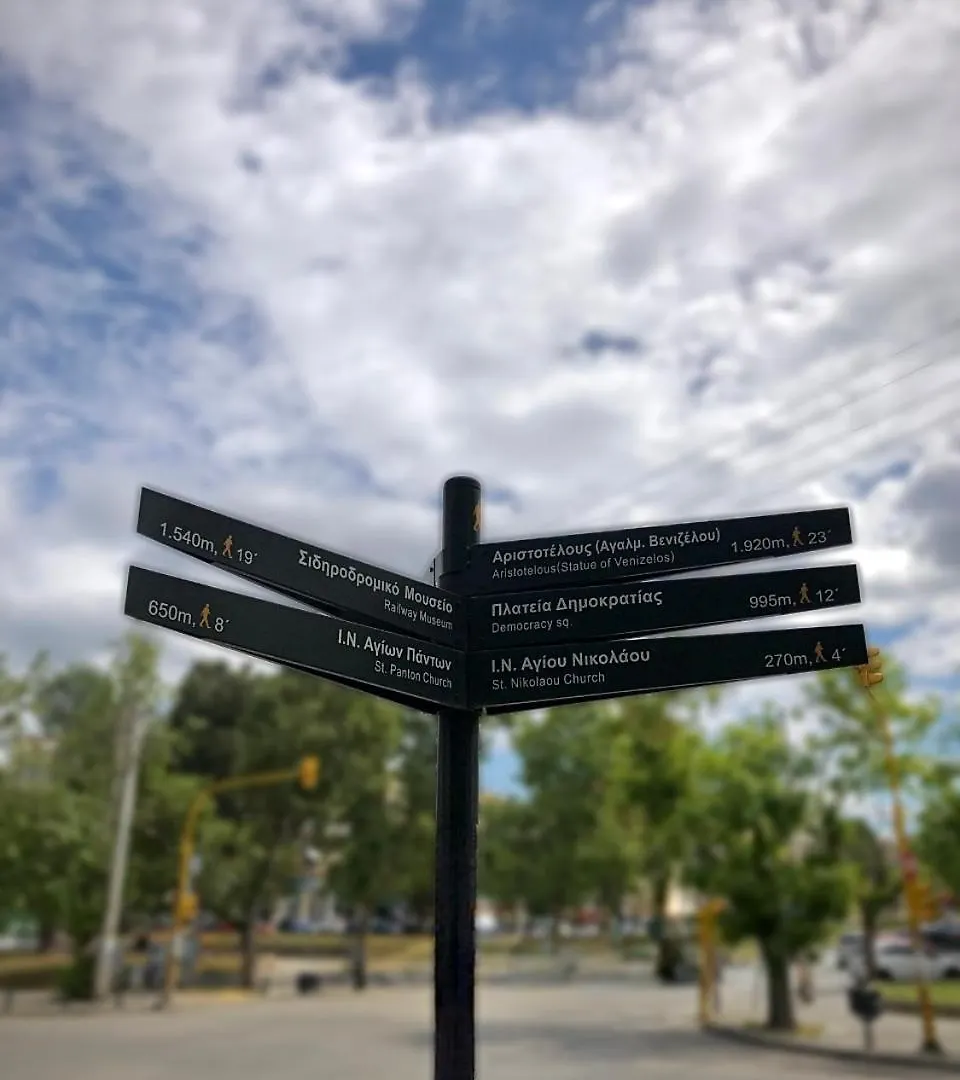 1.540m, 19΄
Σιδηροδρομικό Μουσείο
Railway Museum
650m, 8΄
Ι.Ν. Αγίων Πάντων
St. Panton Church
Αριστοτέλους (Αγαλμ. Βενιζέλου)
Aristotelous(Statue of Venizelos)
1.920m, 23΄
Πλατεία Δημοκρατίας
Democracy sq.
995m, 12΄
Ι.Ν. Αγίου Νικολάου
St. Nikolaou Church
270m, 4΄